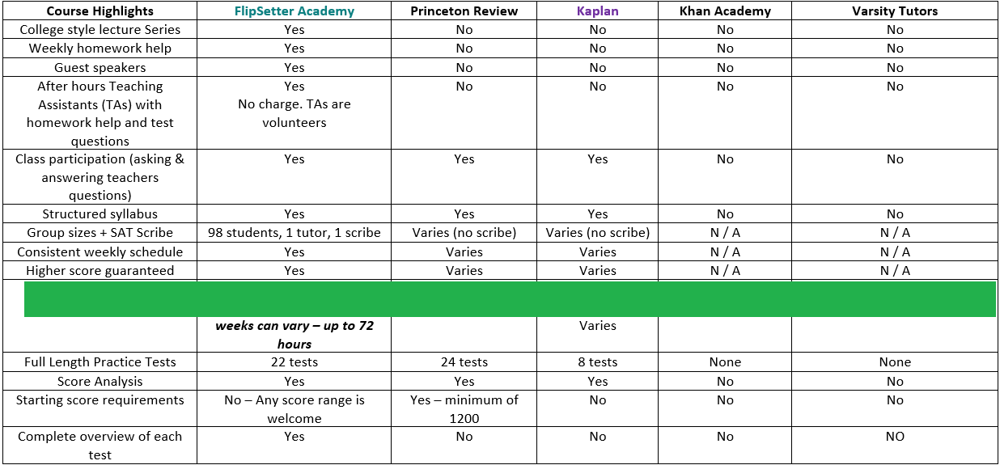 Course Highlights FlipSetter Academy Princeton Review Kaplan Khan Academy Varsity Tutors
College style lecture Series Yes No No No No
Weekly homework help Yes No No No No
Guest speakers Yes No No No No
After hours Teaching Yes No No No No
Assistants (TAs) with No charge. TAs are
homework help and test volunteers
questions
Class participation (asking & Yes Yes Yes No No
answering teachers
questions)
Structured syllabus Yes Yes Yes No No
Group sizes + SAT Scribe 98 students, 1 tutor, 1 scribe Varies (no scribe) Varies (no scribe) N / A N / A
Consistent weekly schedule Yes Varies Varies N / A N / A
Higher score guaranteed Yes Varies Varies N / A N / A
weeks can vary – up to 72 Varies
hours
Full Length Practice Tests 22 tests 24 tests 8 tests None None
Score Analysis Yes Yes Yes No No
Starting score requirements No – Any score range is Yes – minimum of No No No
welcome 1200
Complete overview of each Yes No No No NO
test